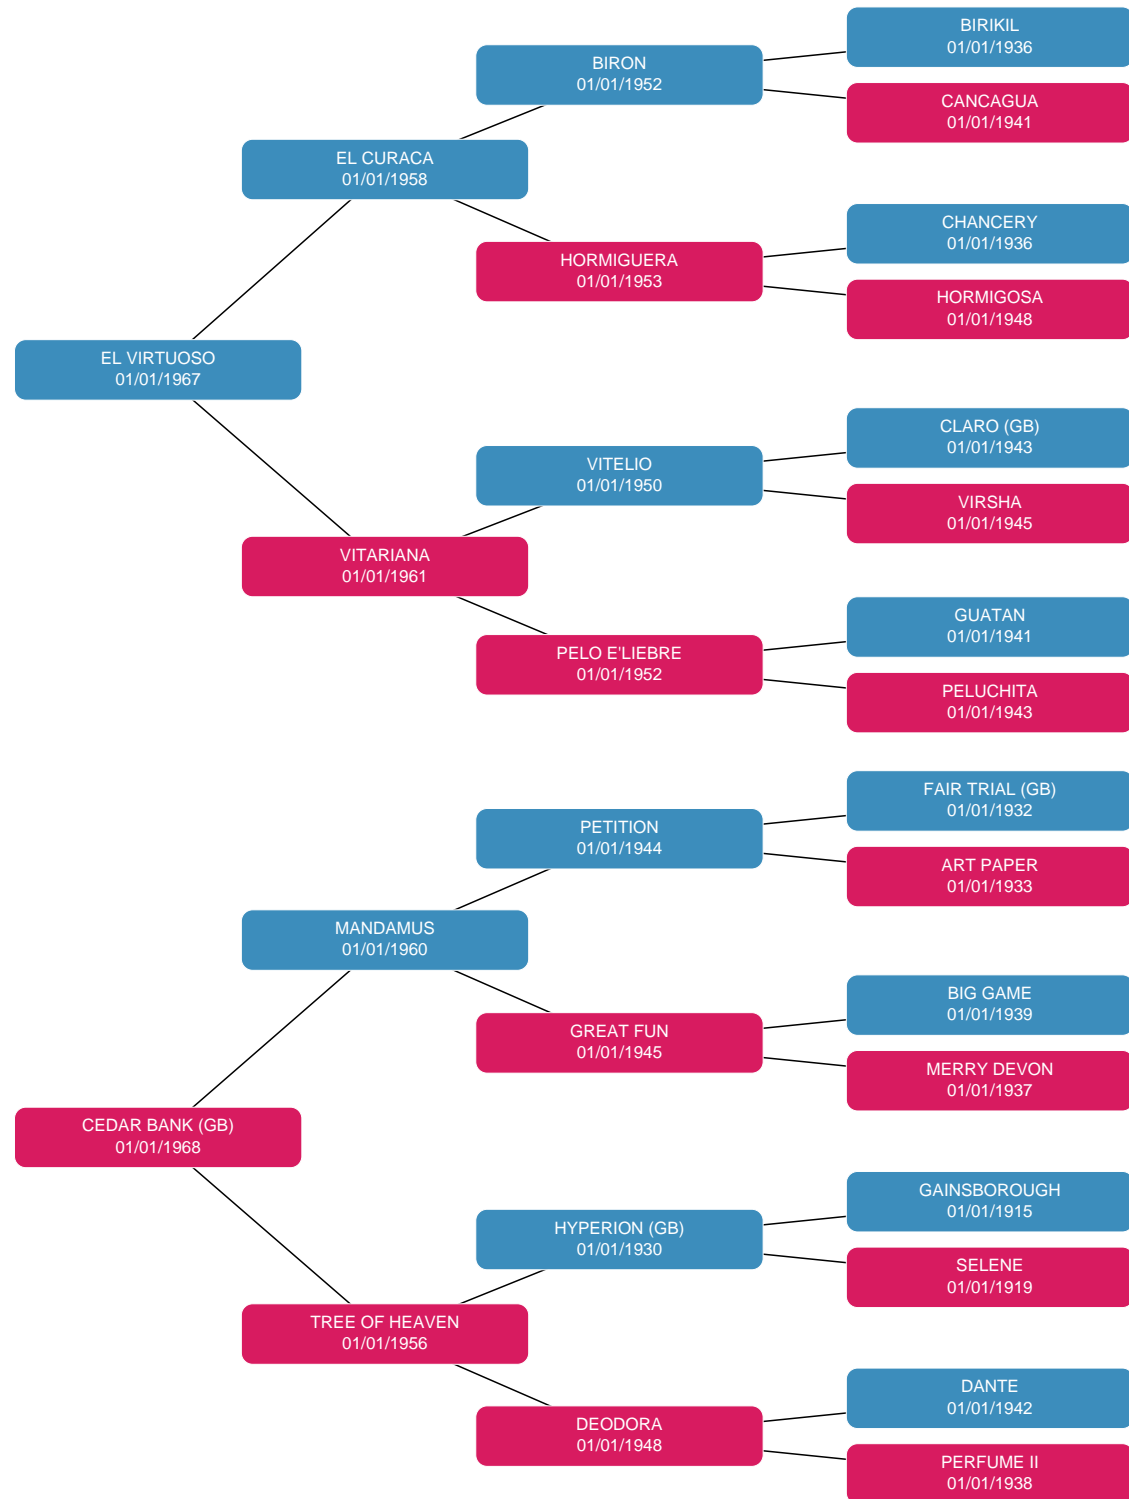 BIRIKIL
01/01/1936
BIRON
01/01/1952
CANCAGUA
01/01/1941
EL CURACA
01/01/1958
CHANCERY
01/01/1936
HORMIGUERA
01/01/1953
HORMIGOSA
01/01/1948
EL VIRTUOSO
01/01/1967
CLARO (GB)
01/01/1943
VITELIO
01/01/1950
VIRSHA
01/01/1945
VITARIANA
01/01/1961
GUATAN
01/01/1941
PELO E'LIEBRE
01/01/1952
PELUCHITA
01/01/1943
FAIR TRIAL (GB)
01/01/1932
PETITION
01/01/1944
ART PAPER
01/01/1933
MANDAMUS
01/01/1960
BIG GAME
01/01/1939
GREAT FUN
01/01/1945
MERRY DEVON
01/01/1937
CEDAR BANK (GB)
01/01/1968
GAINSBOROUGH
01/01/1915
HYPERION (GB)
01/01/1930
SELENE
01/01/1919
TREE OF HEAVEN
01/01/1956
DANTE
01/01/1942
DEODORA
01/01/1948
PERFUME II
01/01/1938